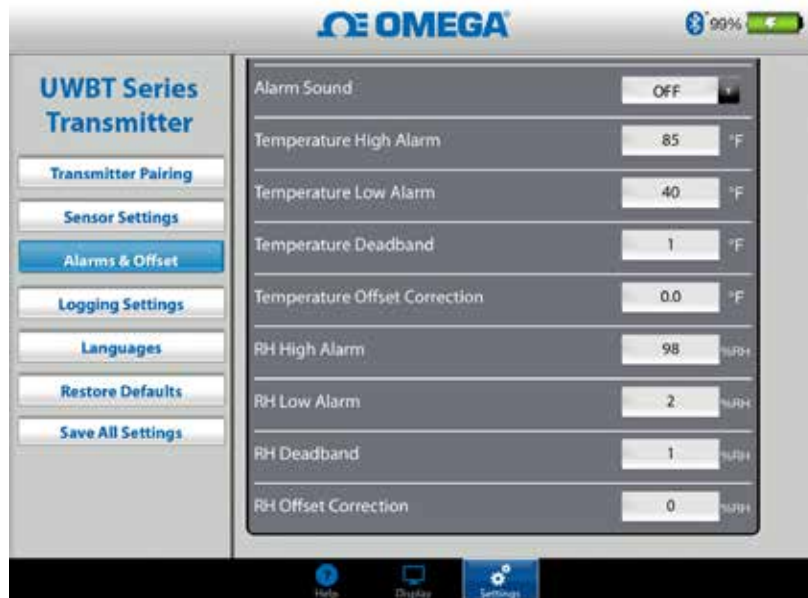 OMEGA
99%
UWBT Series
Transmitter
Transmitter Pairing
Sensor Settings
Alarms & Offset
Logging Settings
Languages
Restore Defaults
Save All Settings
Alarm Sound OFF
Temperature High Alarm 85 °F
Temperature Low Alarm 40 °F
Temperature Deadband 1 °F
Temperature Offset Correction 0.0 °F
RH High Alarm 98 %RH
RH Low Alarm 2 %RH
RH Deadband 1 %RH
RH Offset Correction 0 %RH
Help Display Settings